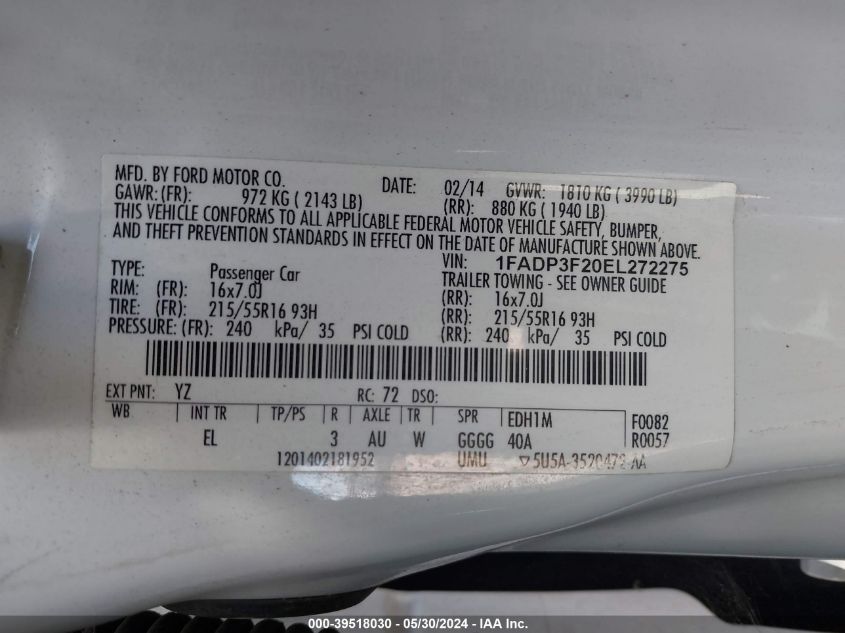 MFD. BY FORD MOTOR CO. DATE: 02/14 GVWR: 1810 KG ( 3990 LB)
GAWR: (FR): 972 KG ( 2143 LB) (RR): 880 KG ( 1940 LB)
THIS VEHICLE CONFORMS TO ALL APPLICABLE FEDERAL MOTOR VEHICLE SAFETY, BUMPER,
AND THEFT PREVENTION STANDARDS IN EFFECT ON THE DATE OF MANUFACTURE SHOWN ABOVE.
VIN: 1FADP3F20EL272275
TYPE: Passenger Car TRAILER TOWING - SEE OWNER GUIDE
RIM: (FR): 16x7.0J (RR): 16x7.0J
TIRE: (FR): 215/55R16 93H (RR): 215/55R16 93H
PRESSURE: (FR): 240 kPa/ 35 PSI COLD (RR): 240 kPa/ 35 PSI COLD
EXT PNT: YZ RC: 72 DSO:
WB INT TR TP/PS R AXLE TR SPR EDH1M F0082
EL 3 AU W GGGG 40A R0057
1201402181952 UMU ▽5U5A-3520472-AA
000-39518030 - 05/30/2024 - IAA Inc.